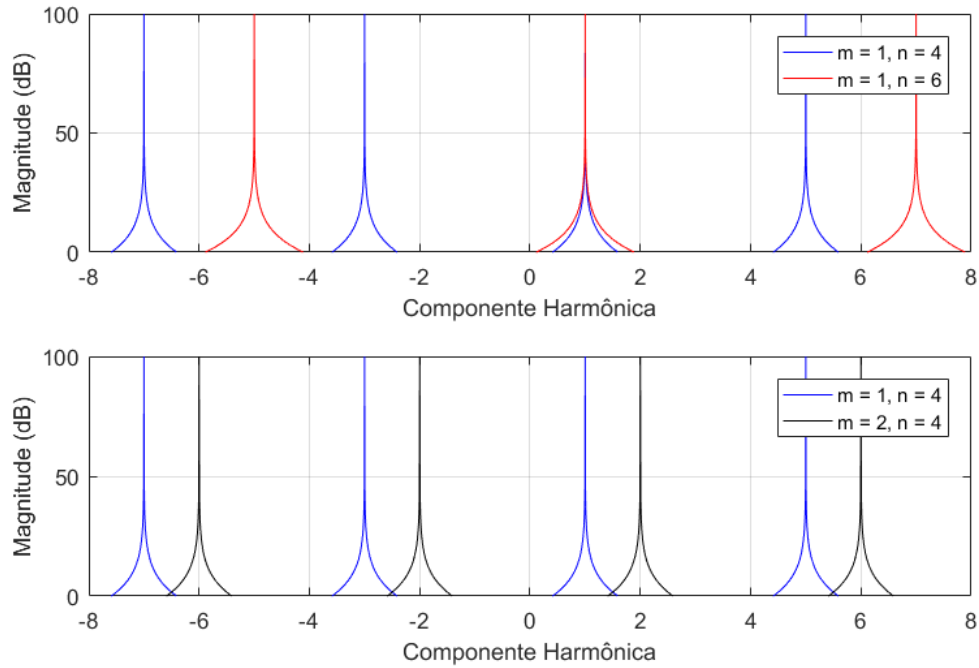 100
50
0
Magnitude (dB)
m = 1, n = 4
m = 1, n = 6
-8 -6 -4 -2 0 2 4 6 8
Componente Harmônica
100
50
0
Magnitude (dB)
m = 1, n = 4
m = 2, n = 4
-8 -6 -4 -2 0 2 4 6 8
Componente Harmônica